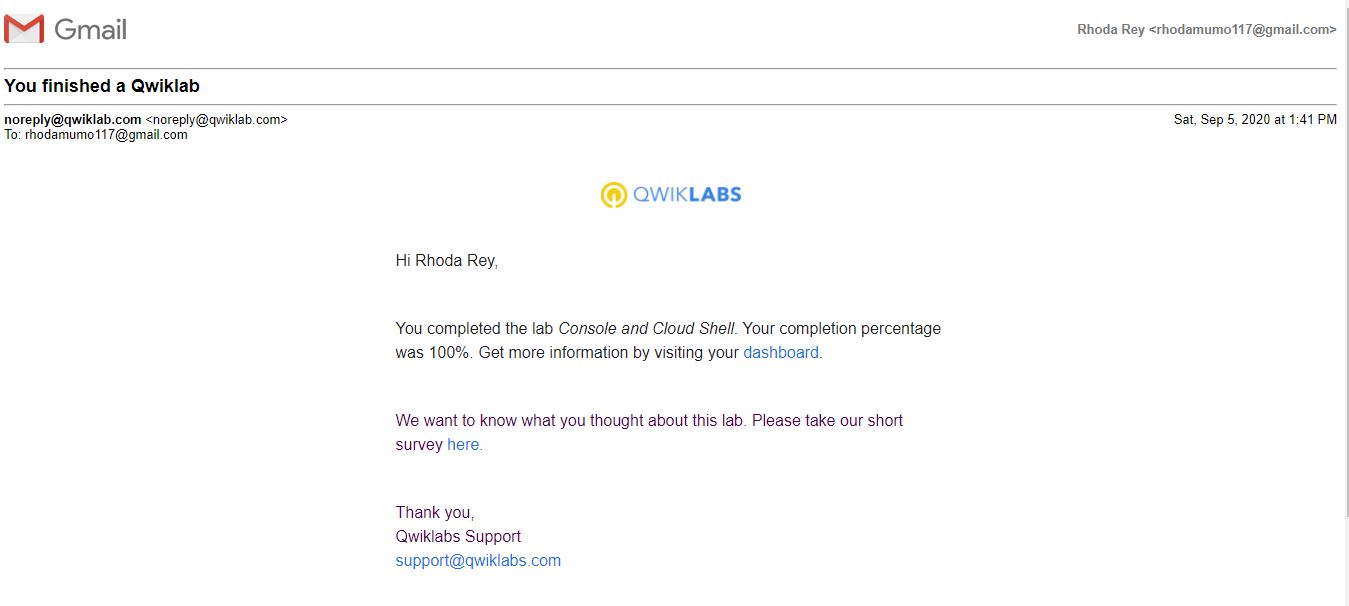 Gmail
Rhoda Rey <rhodamumo117@gmail.com>
You finished a Qwiklab
noreply@qwiklab.com <noreply@qwiklab.com>
Sat, Sep 5, 2020 at 1:41 PM
To: rhodamumo117@gmail.com
QWIKLABS
Hi Rhoda Rey,
You completed the lab Console and Cloud Shell. Your completion percentage
was 100%. Get more information by visiting your dashboard.
We want to know what you thought about this lab. Please take our short
survey here.
Thank you,
Qwiklabs Support
support@qwiklabs.com